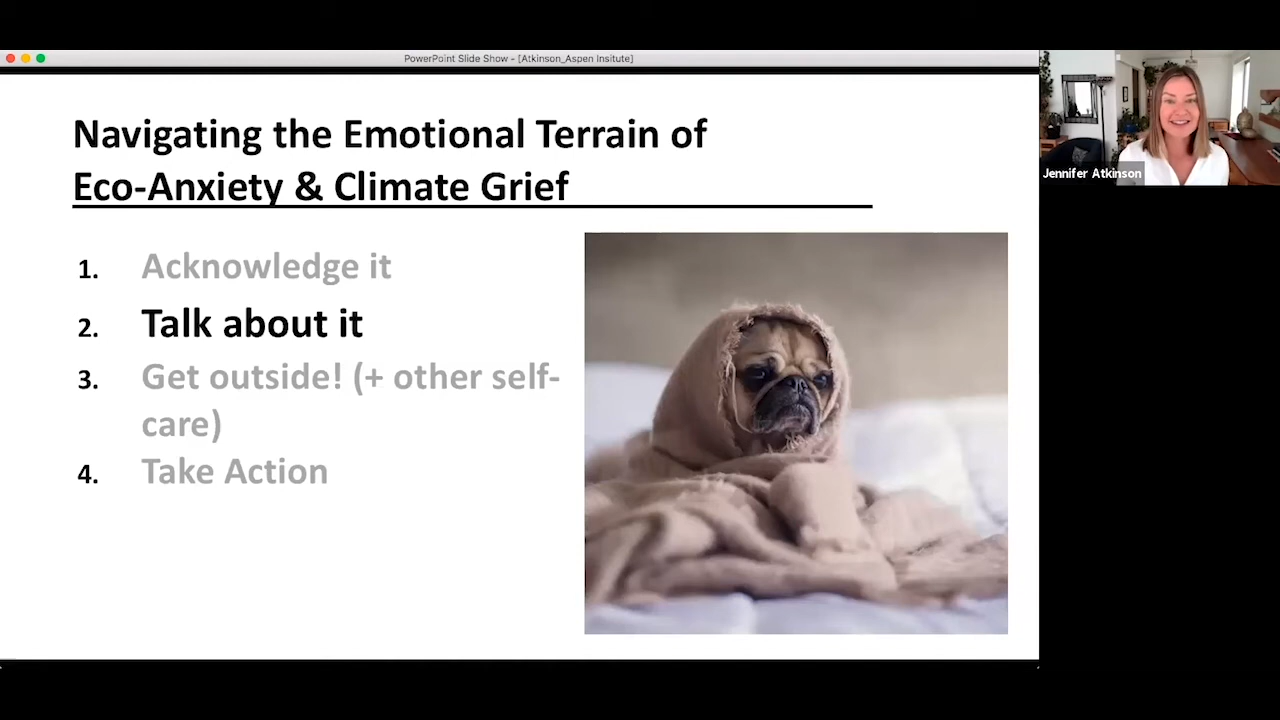 PowerPoint Slide Show - [Atkinson_Aspen Insitute]
Navigating the Emotional Terrain of
Eco-Anxiety & Climate Grief
1. Acknowledge it
2. Talk about it
3. Get outside! (+ other self-
care)
4. Take Action
Jennifer Atkinson